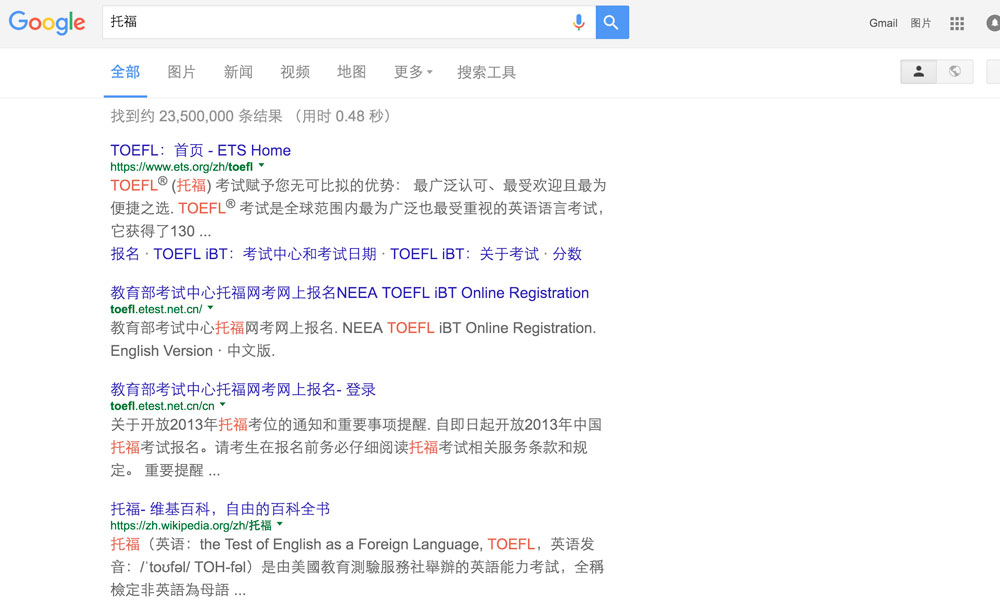 Google
托福
Gmail 图片
全部 图片 新闻 视频 地图 更多 搜索工具
找到约 23,500,000 条结果 （用时 0.48 秒）
TOEFL：首页 - ETS Home
https://www.ets.org/zh/toefl
TOEFL® (托福) 考试赋予您无可比拟的优势： 最广泛认可、最受欢迎且最为
便捷之选. TOEFL® 考试是全球范围内最为广泛也最受重视的英语语言考试，
它获得了130 ...
报名 · TOEFL iBT：考试中心和考试日期 · TOEFL iBT：关于考试 · 分数
教育部考试中心托福网考网上报名NEEA TOEFL iBT Online Registration
toefl.etest.net.cn/
教育部考试中心托福网考网上报名. NEEA TOEFL iBT Online Registration.
English Version · 中文版.
教育部考试中心托福网考网上报名- 登录
toefl.etest.net.cn/cn
关于开放2013年托福考位的通知和重要事项提醒. 自即日起开放2013年中国
托福考试报名。请考生在报名前务必仔细阅读托福考试相关服务条款和规
定。 重要提醒 ...
托福- 维基百科，自由的百科全书
https://zh.wikipedia.org/zh/托福
托福（英语：the Test of English as a Foreign Language, TOEFL，英语发
音：/ˈtoʊfəl/ TOH-fəl）是由美國教育測驗服務社舉辦的英語能力考試，全稱
檢定非英語為母語 ...